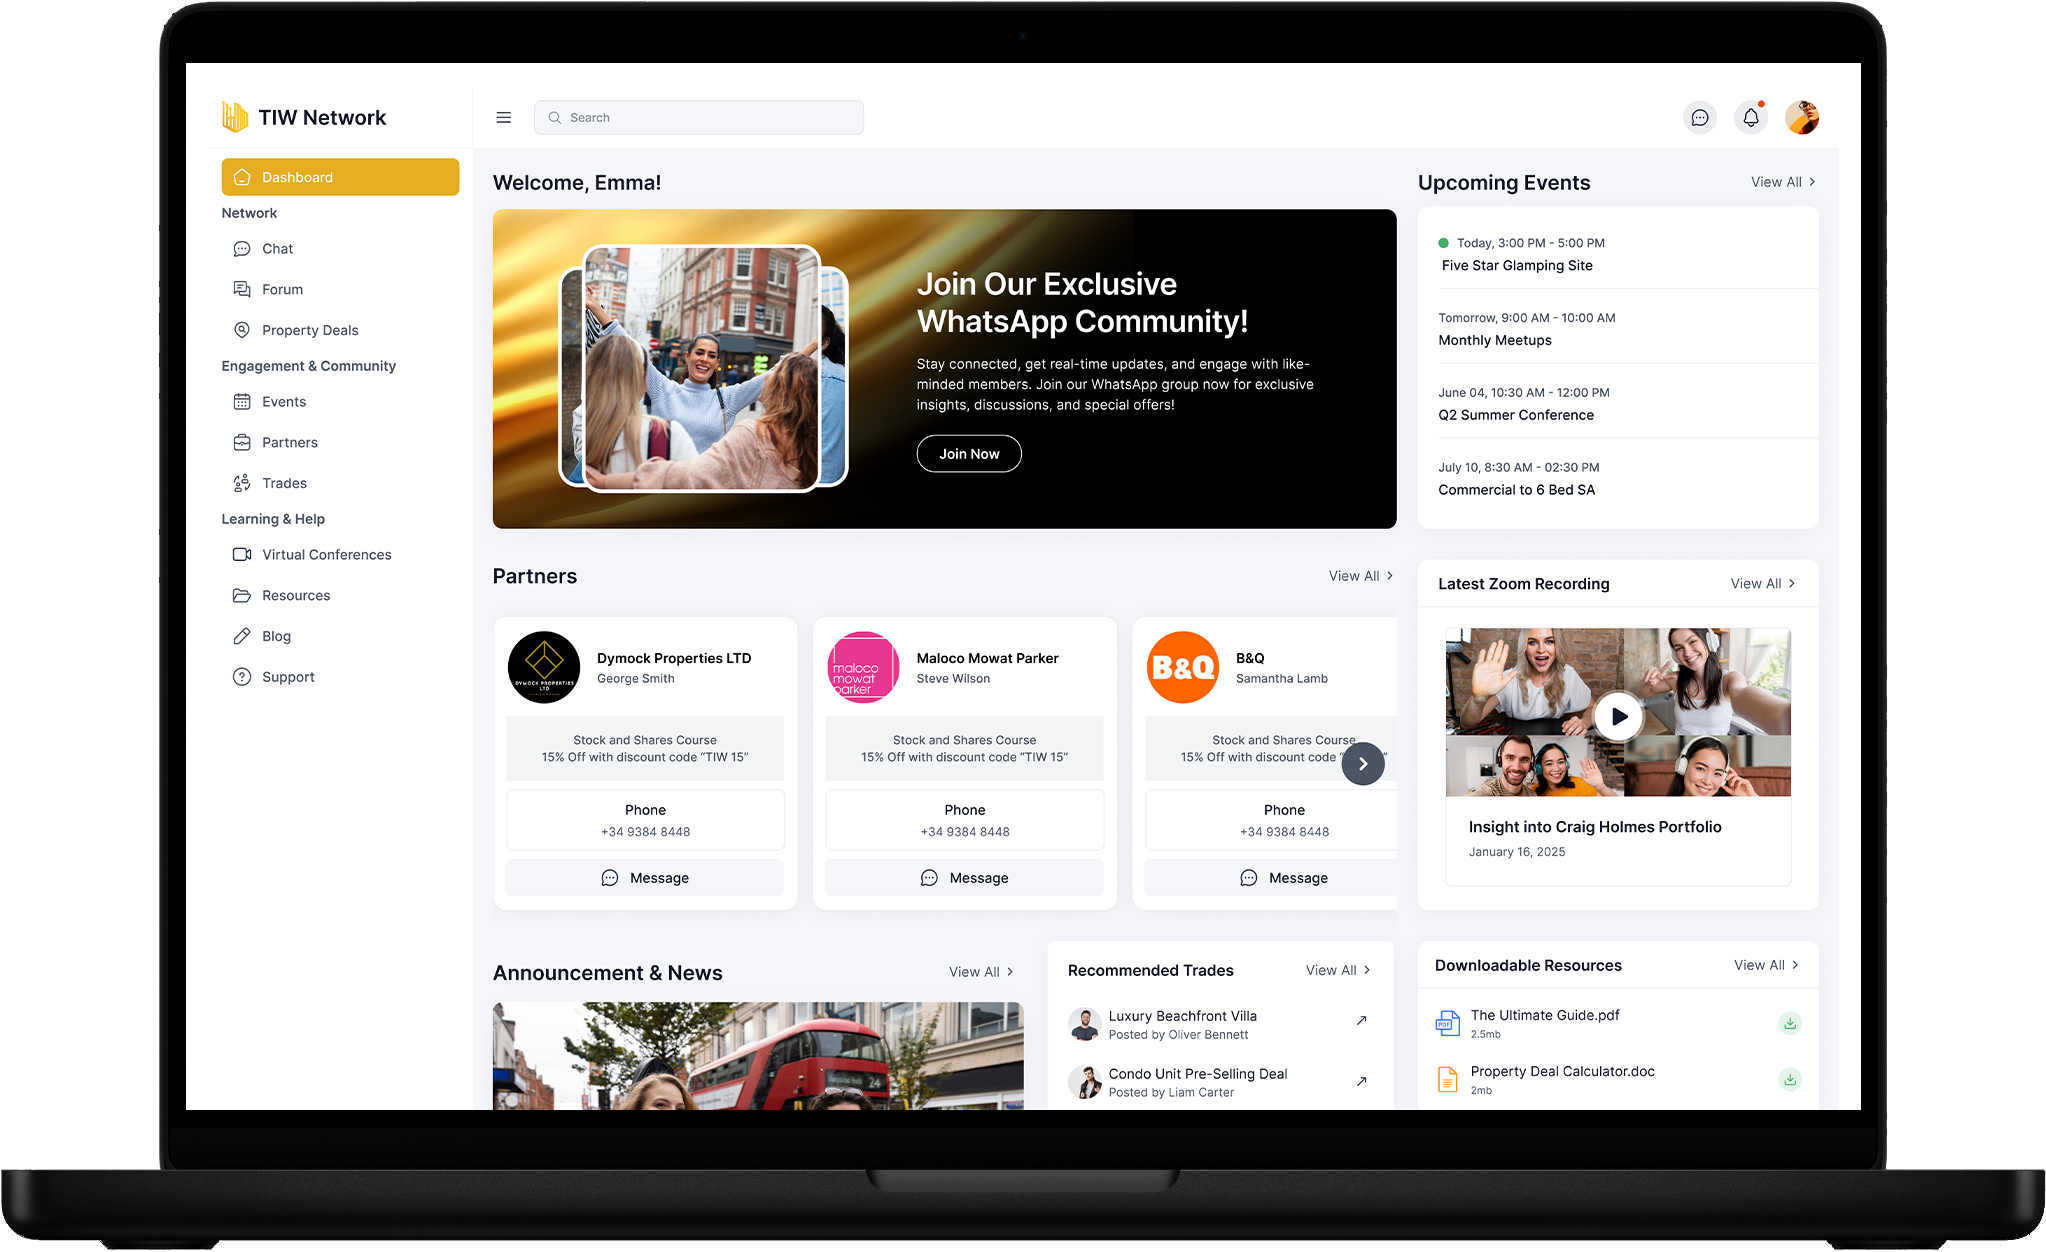 TIW Network
Search
Dashboard
Network
Chat
Forum
Property Deals
Engagement & Community
Events
Partners
Trades
Learning & Help
Virtual Conferences
Resources
Blog
Support
Welcome, Emma!
Join Our Exclusive
WhatsApp Community!
Stay connected, get real-time updates, and engage with like-
minded members. Join our WhatsApp group now for exclusive
insights, discussions, and special offers!
Join Now
Upcoming Events
View All
Today, 3:00 PM - 5:00 PM
Five Star Glamping Site
Tomorrow, 9:00 AM - 10:00 AM
Monthly Meetups
June 04, 10:30 AM - 12:00 PM
Q2 Summer Conference
July 10, 8:30 AM - 02:30 PM
Commercial to 6 Bed SA
Partners
View All
DYMOCK PROPERTIES
LTD
Dymock Properties LTD
George Smith
Stock and Shares Course
15% Off with discount code “TIW 15”
Phone
+34 9384 8448
Message
maloco
mowat
parker
Maloco Mowat Parker
Steve Wilson
Stock and Shares Course
15% Off with discount code “TIW 15”
Phone
+34 9384 8448
Message
B&Q
B&Q
Samantha Lamb
Stock and Shares Course
15% Off with discount code
Phone
+34 9384 8448
Message
Latest Zoom Recording
View All
Insight into Craig Holmes Portfolio
January 16, 2025
Announcement & News
View All
24
Recommended Trades
View All
Luxury Beachfront Villa
Posted by Oliver Bennett
Condo Unit Pre-Selling Deal
Posted by Liam Carter
Downloadable Resources
View All
PDF
The Ultimate Guide.pdf
2.5mb
Property Deal Calculator.doc
2mb